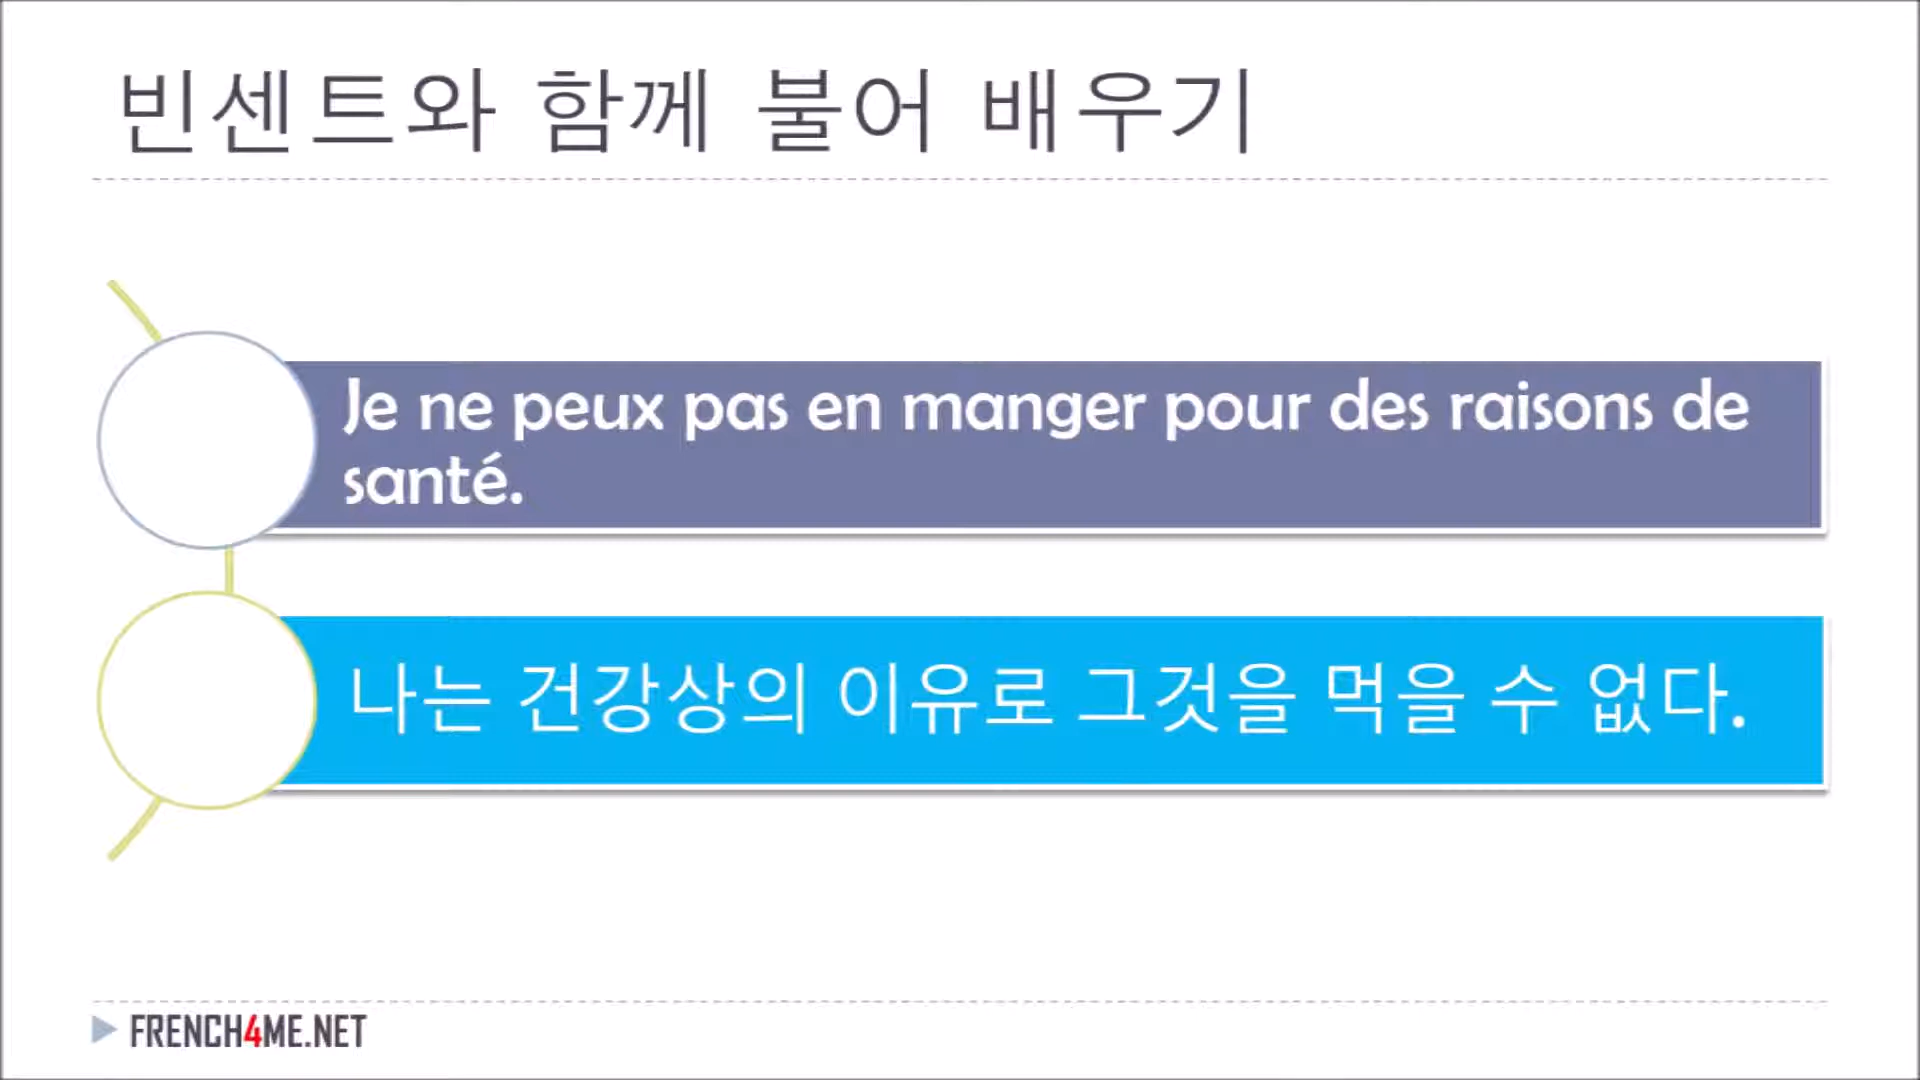 빈센트와 함께 불어 배우기
Je ne peux pas en manger pour des raisons de
santé.
나는 건강상의 이유로 그것을 먹을 수 없다.
FRENCH4ME.NET